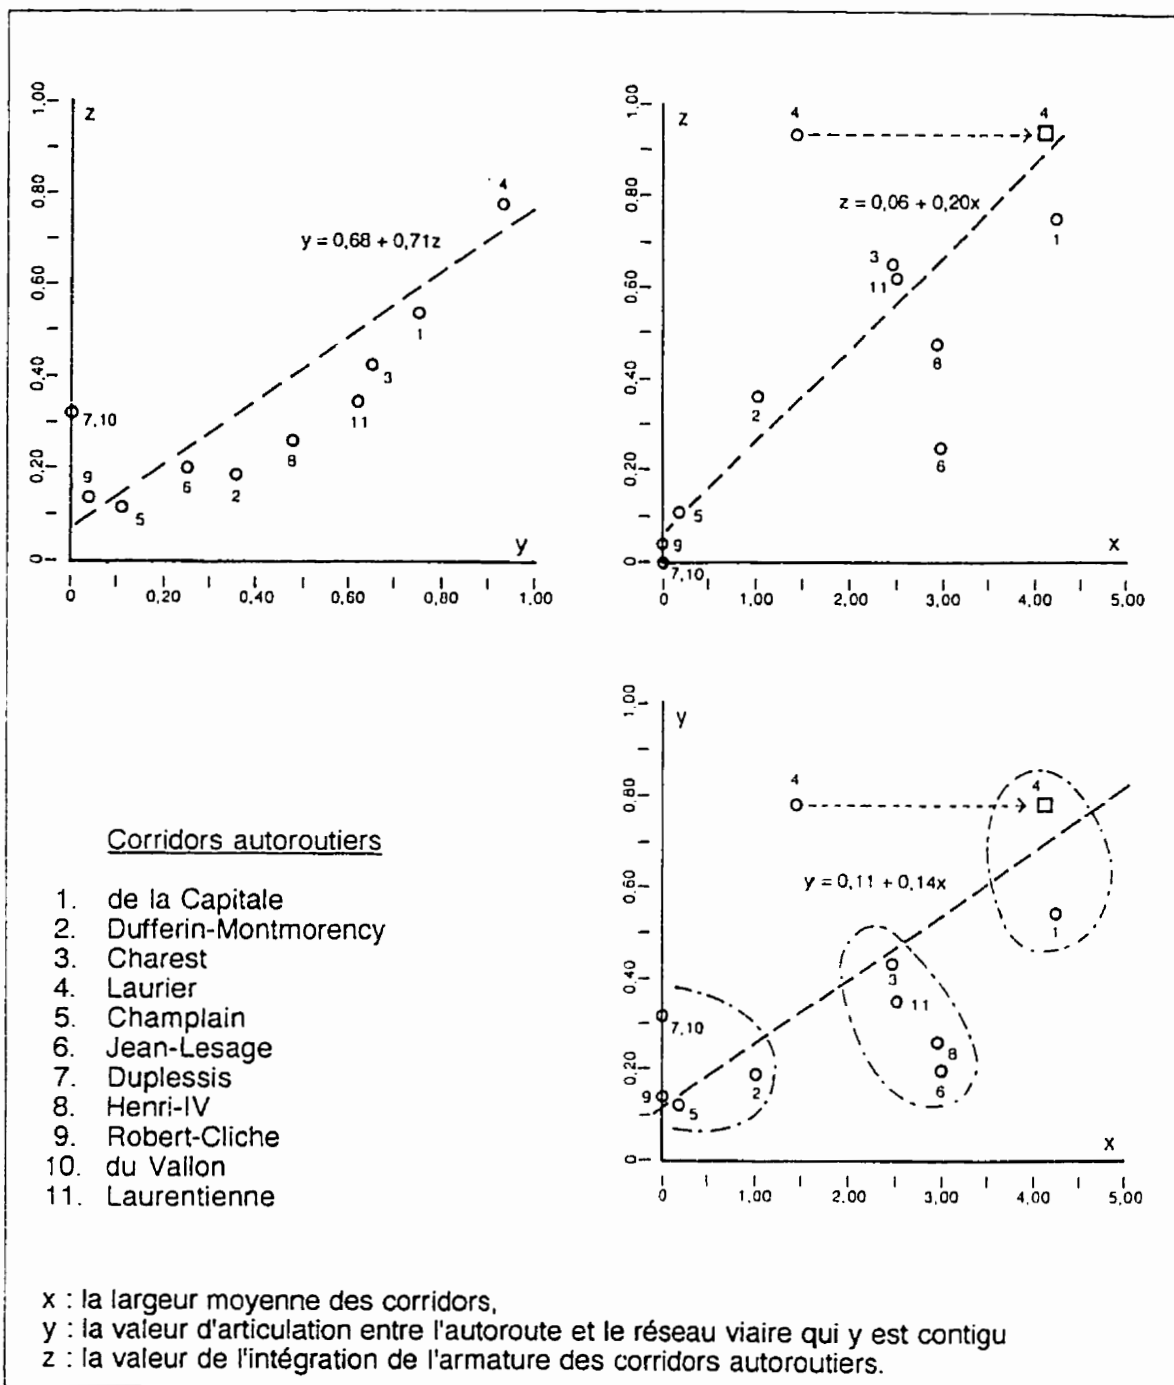 1,00
z
0,80
0,60
0,40
0,20
0
4
y = 0,68 + 0,71z
1
3
11
8
2
6
5
9
7,10
y
0 0,20 0,40 0,60 0,80 1,00
1,00
z
0,80
0,60
0,40
0,20
0
4
4
z = 0,06 + 0,20x
1
3
11
8
6
2
5
9
7,10
x
0 1,00 2,00 3,00 4,00 5,00
1,00
y
0,80
0,60
0,40
0,20
0
4
4
y = 0,11 + 0,14x
1
3
11
8
6
7,10
2
9
5
x
0 1,00 2.00 3,00 4,00 5,00
Corridors autoroutiers
1. de la Capitale
2. Dufferin-Montmorency
3. Charest
4. Laurier
5. Champlain
6. Jean-Lesage
7. Duplessis
8. Henri-IV
9. Robert-Cliche
10. du Vallon
11. Laurentienne
x : la largeur moyenne des corridors,
y : la valeur d'articulation entre l'autoroute et le réseau viaire qui y est contigu
z : la valeur de l'intégration de l'armature des corridors autoroutiers.